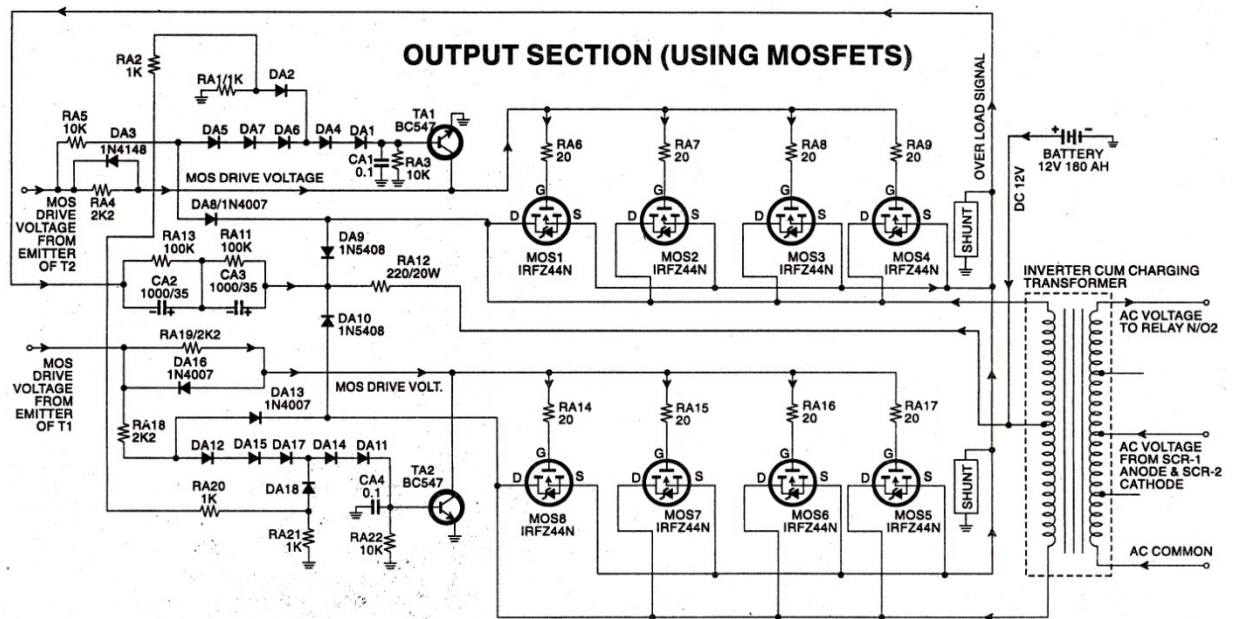 OUTPUT SECTION (USING MOSFETS)
RA2
1K
RA1/1K
DA2
TA1
BC547
RA5
10K
DA3
1N4148
DA5
DA7
DA6
DA4
DA1
CA1
0.1
RA3
10K
RA4
2K2
MOS DRIVE VOLTAGE
MOS
DRIVE
VOLTAGE
FROM
EMITTER
OF T2
DA8/1N4007
RA6
20
RA7
20
RA8
20
RA9
20
G
D
S
MOS1
IRFZ44N
G
D
S
MOS2
IRFZ44N
G
D
S
MOS3
IRFZ44N
G
D
S
MOS4
IRFZ44N
OVER LOAD SIGNAL
SHUNT
DC 12V
+
-
BATTERY
12V 180 AH
RA13
100K
RA11
100K
CA2
1000/35
-
+
CA3
1000/35
-
+
DA9
1N5408
RA12
220/20W
DA10
1N5408
INVERTER CUM CHARGING
TRANSFORMER
AC VOLTAGE
TO RELAY N/O2
RA19/2K2
DA16
1N4007
MOS
DRIVE
VOLTAGE
FROM
EMITTER
OF T1
MOS DRIVE VOLT.
DA13
1N4007
RA18
2K2
DA12
DA15
DA17
DA14
DA11
RA20
1K
DA18
CA4
0.1
TA2
BC547
RA21
1K
RA22
10K
RA14
20
RA15
20
RA16
20
RA17
20
G
D
S
MOS8
IRFZ44N
G
D
S
MOS7
IRFZ44N
G
D
S
MOS6
IRFZ44N
G
D
S
MOS5
IRFZ44N
SHUNT
AC VOLTAGE
FROM SCR-1
ANODE & SCR-2
CATHODE
AC COMMON